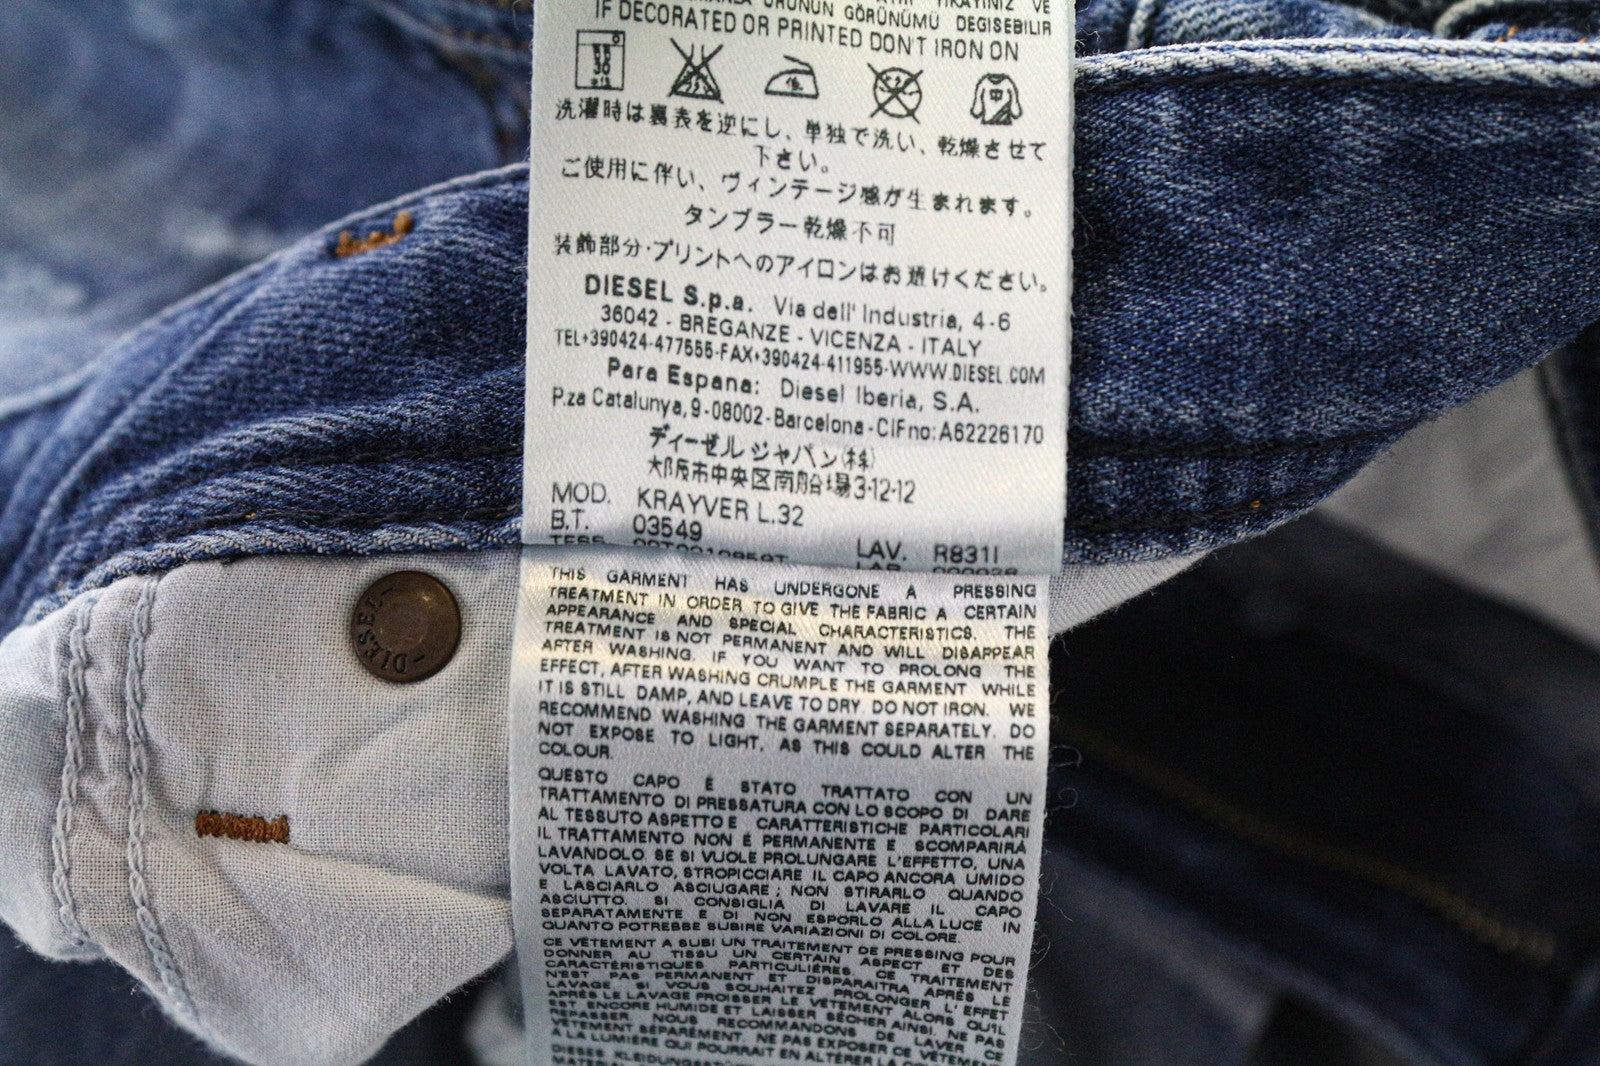 YIKAYINIZ VE
ÜRÜNÜN GÖRÜNÜMÜ DEGISEBILIR
IF DECORATED OR PRINTED DON'T IRON ON
30
中
洗濯時は裏表を逆にし、単独で洗い、乾燥させて
下さい。
ご使用に伴い、ヴィンテージ感が生まれます。
タンブラー乾燥不可
装飾部分・プリントへのアイロンはお避けください。
DIESEL S.p.a. Via dell' Industria, 4-6
36042 - BREGANZE - VICENZA - ITALY
TEL+390424-477555-FAX+390424-411955-WWW.DIESEL.COM
Para Espana: Diesel Iberia, S.A.
P.za Catalunya, 9-08002-Barcelona-CIFno:A62226170
ディーゼルジャパン(株)
大阪市中央区南船場3-12-12
MOD. KRAYVER L.32
B.T. 03549
LAV. R831I
DIESEL
THIS GARMENT HAS UNDERGONE A PRESSING
TREATMENT IN ORDER TO GIVE THE FABRIC A CERTAIN
APPEARANCE AND SPECIAL CHARACTERISTICS. THE
TREATMENT IS NOT PERMANENT AND WILL DISAPPEAR
AFTER WASHING. IF YOU WANT TO PROLONG THE
EFFECT, AFTER WASHING CRUMPLE THE GARMENT WHILE
IT IS STILL DAMP, AND LEAVE TO DRY. DO NOT IRON. WE
RECOMMEND WASHING THE GARMENT SEPARATELY. DO
NOT EXPOSE TO LIGHT, AS THIS COULD ALTER THE
COLOUR.
QUESTO CAPO È STATO TRATTATO CON UN
TRATTAMENTO DI PRESSATURA CON LO SCOPO DI DARE
AL TESSUTO ASPETTO E CARATTERISTICHE PARTICOLARI
IL TRATTAMENTO NON È PERMANENTE E SCOMPARIRÀ
LAVANDOLO SE SI VUOLE PROLUNGARE L'EFFETTO, UNA
VOLTA LAVATO, STROPICCIARE IL CAPO ANCORA UMIDO
E LASCIARLO ASCIUGARE; NON STIRARLO QUANDO
ASCIUTTO. SI CONSIGLIA DI LAVARE IL CAPO
SEPARATAMENTE E DI NON ESPORLO ALLA LUCE IN
QUANTO POTREBBE SUBIRE VARIAZIONI DI COLORE.
CE VÊTEMENT A SUBI UN TRAITEMENT DE PRESSING POUR
DONNER AU TISSU UN CERTAIN ASPECT ET DES
CARACTÉRISTIQUES PARTICULIÈRES. CE TRAITEMENT
N'EST PAS PERMANENT ET DISPARAITRA APRÈS LE
LAVAGE. SI VOUS SOUHAITEZ PROLONGER L'EFFET
APRÈS LE LAVAGE FROISSER LE VÊTEMENT ALORS QU'IL
EST ENCORE HUMIDE ET LAISSER SÉCHER AINSI. NE PAS
REPASSER. NOUS RECOMMANDONS DE LAVER CE
VÊTEMENT SÉPARÉMENT. NE PAS EXPOSER CE VÊTEMENT
À LA LUMIÈRE QUI POURRAIT EN ALTÉRER LA
DIESES